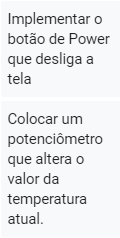 Implementar o
botão de Power
que desliga a
tela
Colocar um
potenciômetro
que altera o
valor da
temperatura
atual.